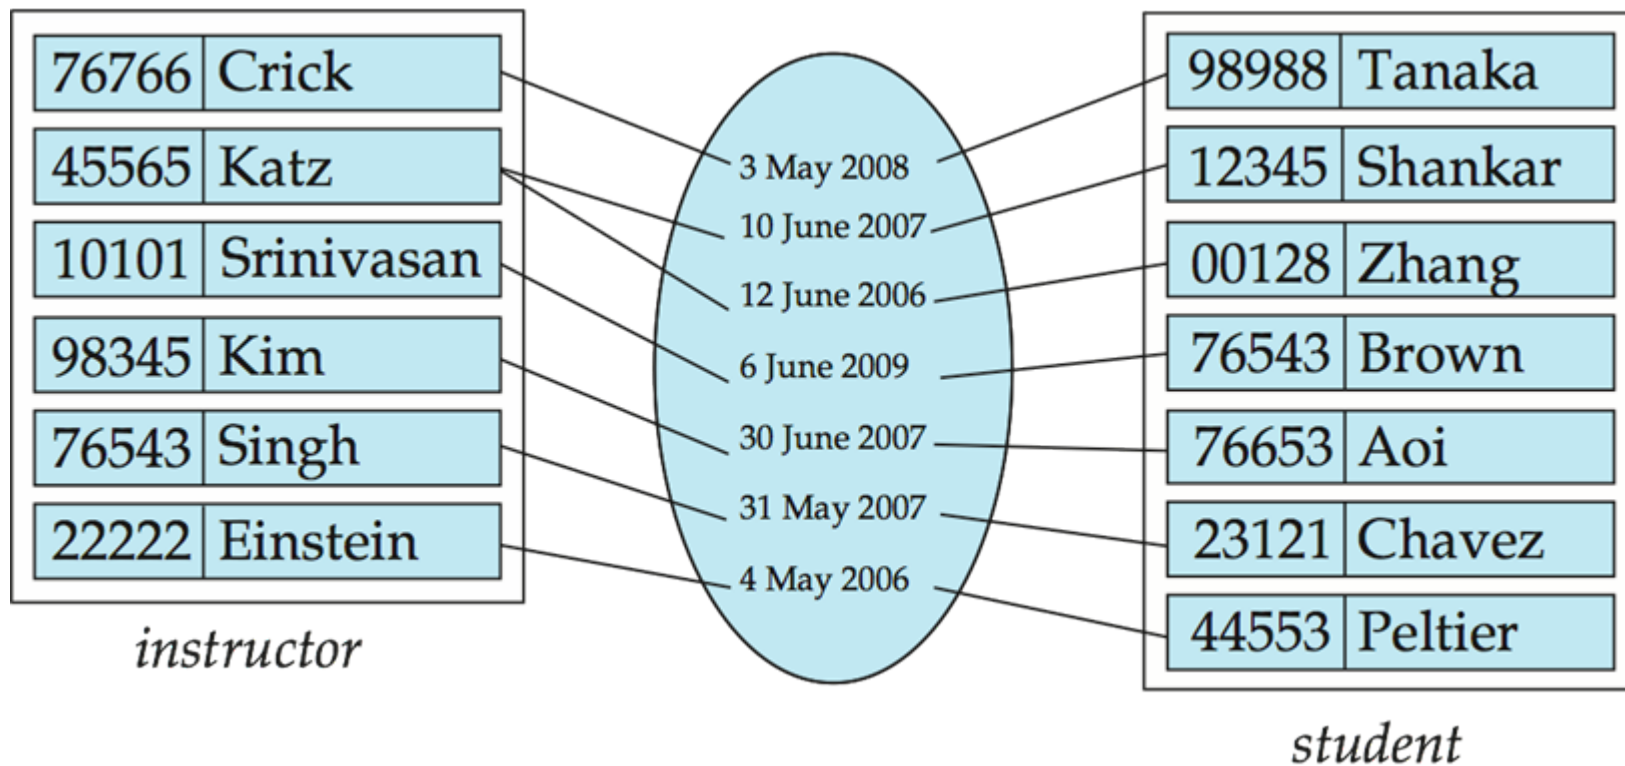 76766 Crick
45565 Katz
10101 Srinivasan
98345 Kim
76543 Singh
22222 Einstein
instructor
3 May 2008
10 June 2007
12 June 2006
6 June 2009
30 June 2007
31 May 2007
4 May 2006
98988 Tanaka
12345 Shankar
00128 Zhang
76543 Brown
76653 Aoi
23121 Chavez
44553 Peltier
student